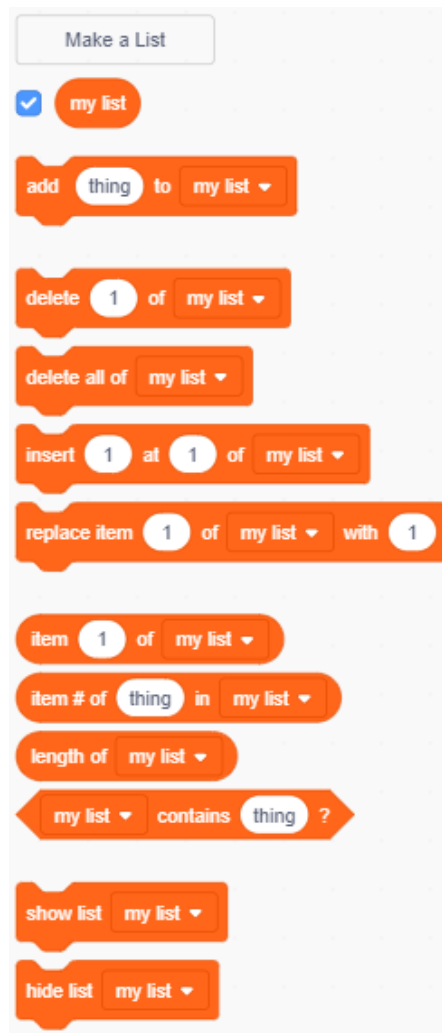 Make a List
my list
add thing to my list
delete 1 of my list
delete all of my list
insert 1 at 1 of my list
replace item 1 of my list with 1
item 1 of my list
item # of thing in my list
length of my list
my list contains thing ?
show list my list
hide list my list